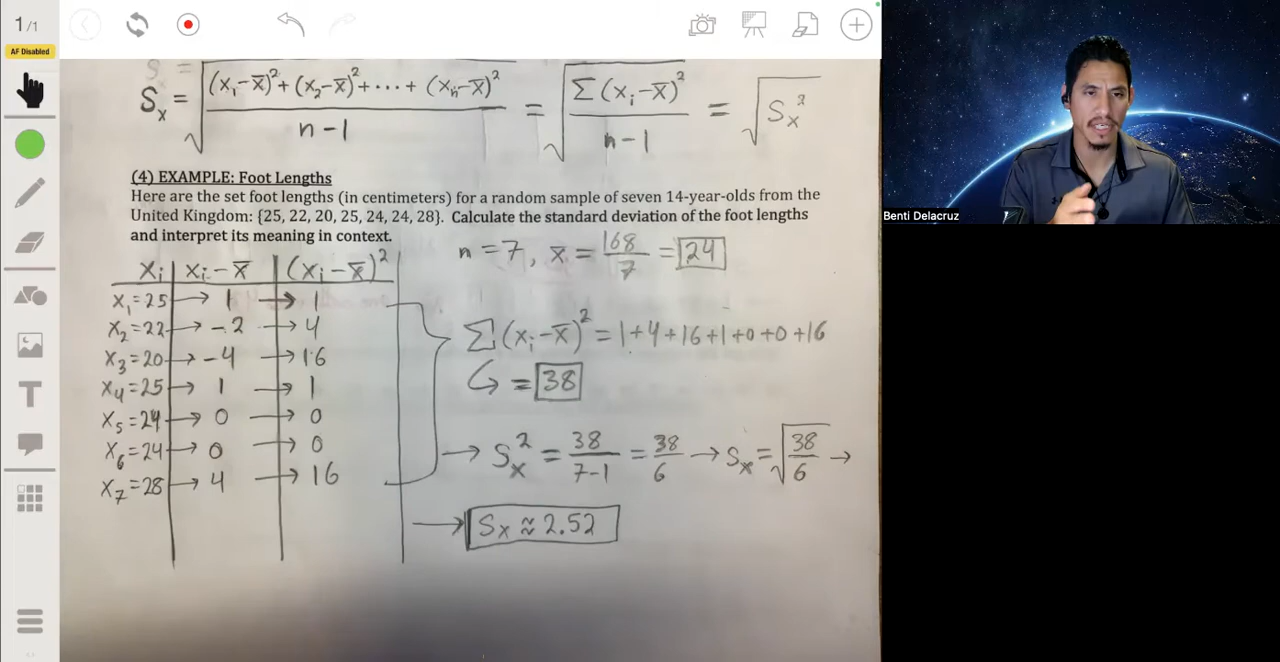 1/1
AF Disabled
S =
Sₓ = √((x₁-x̄)²+(x₂-x̄)²+···+(xₙ-x̄)²/n-1) = √(Σ(xᵢ-x̄)²/n-1) = √Sₓ²
(4) EXAMPLE: Foot Lengths
Here are the set foot lengths (in centimeters) for a random sample of seven 14-year-olds from the
United Kingdom: {25, 22, 20, 25, 24, 24, 28}. Calculate the standard deviation of the foot lengths
and interpret its meaning in context.
n = 7, x̄ = 168/7 = 24
xᵢ | xᵢ-x̄ | (xᵢ-x̄)²
x₁=25 → 1 → 1
x₂=22 → -2 → 4
x₃=20 → -4 → 16
x₄=25 → 1 → 1
x₅=24 → 0 → 0
x₆=24 → 0 → 0
x₇=28 → 4 → 16
Σ(xᵢ-x̄)² = 1+4+16+1+0+0+16
↳ = 38
→ Sₓ² = 38/7-1 = 38/6 → Sₓ = √(38/6) →
→ Sₓ ≈ 2.52
T
Benti Delacruz